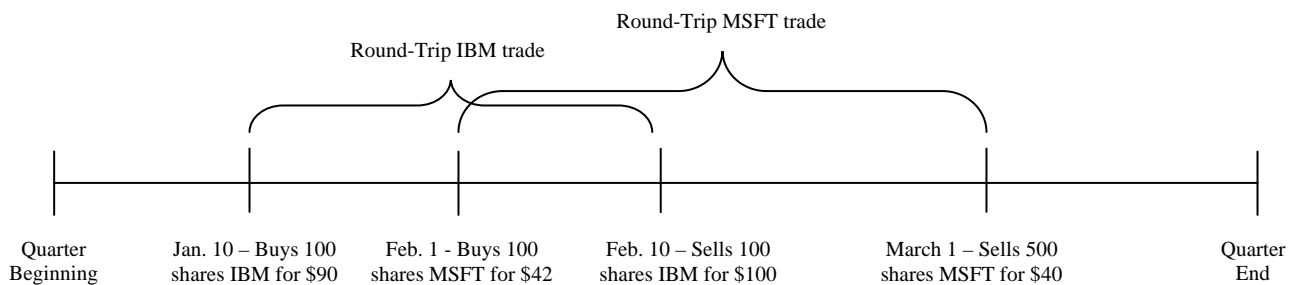 Round-Trip MSFT trade
Round-Trip IBM trade
Quarter
Beginning
Jan. 10 – Buys 100
shares IBM for $90
Feb. 1 - Buys 100
shares MSFT for $42
Feb. 10 – Sells 100
shares IBM for $100
March 1 – Sells 500
shares MSFT for $40
Quarter
End